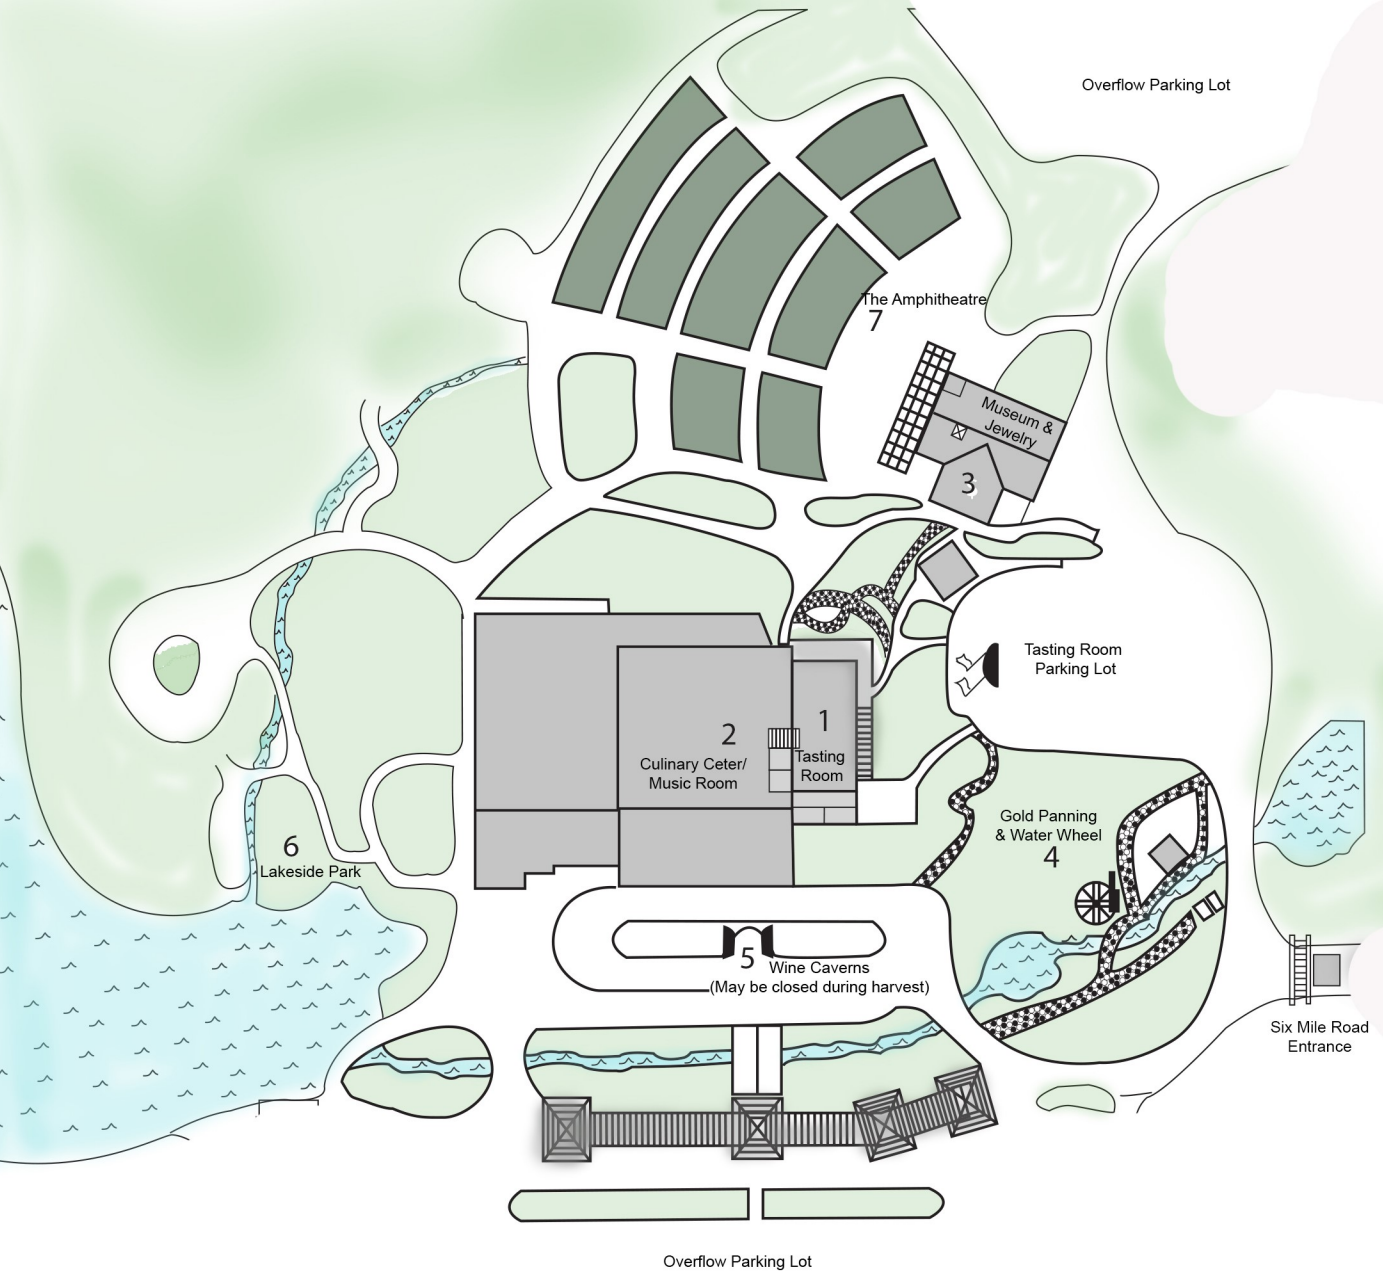 Overflow Parking Lot
The Amphitheatre
7
Museum &
Jewelry
3
Tasting Room
Parking Lot
2
Culinary Ceter/
Music Room
1
Tasting
Room
Gold Panning
& Water Wheel
4
6
Lakeside Park
5
Wine Caverns
(May be closed during harvest)
Six Mile Road
Entrance
Overflow Parking Lot